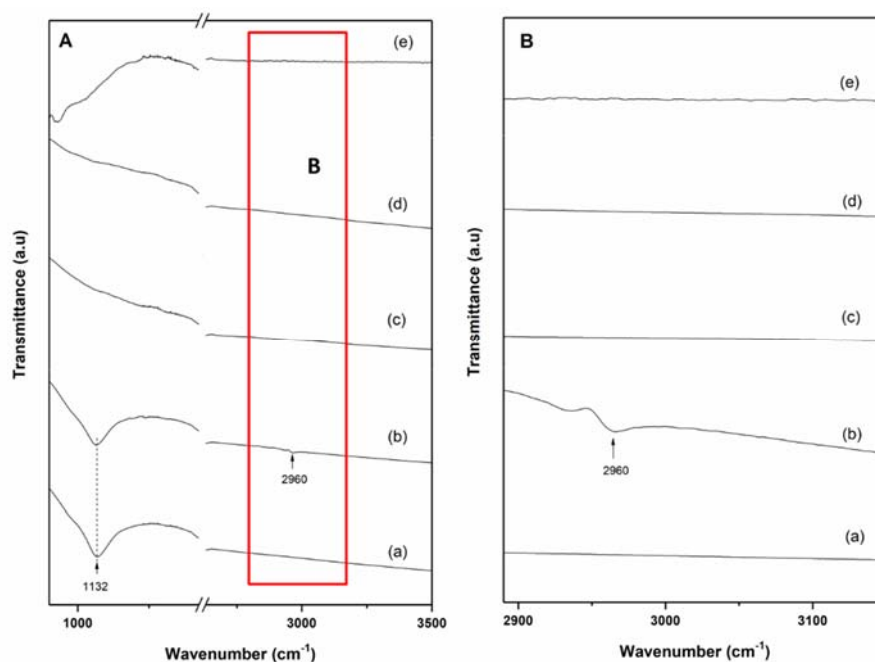 A
(e)
B
(d)
(c)
(b)
2960
(a)
1132
1000 3000 3500
Wavenumber (cm⁻¹)
Transmittance (a.u)
B
(e)
(d)
(c)
(b)
2960
(a)
2900 3000 3100
Wavenumber (cm⁻¹)
Transmittance (a.u)